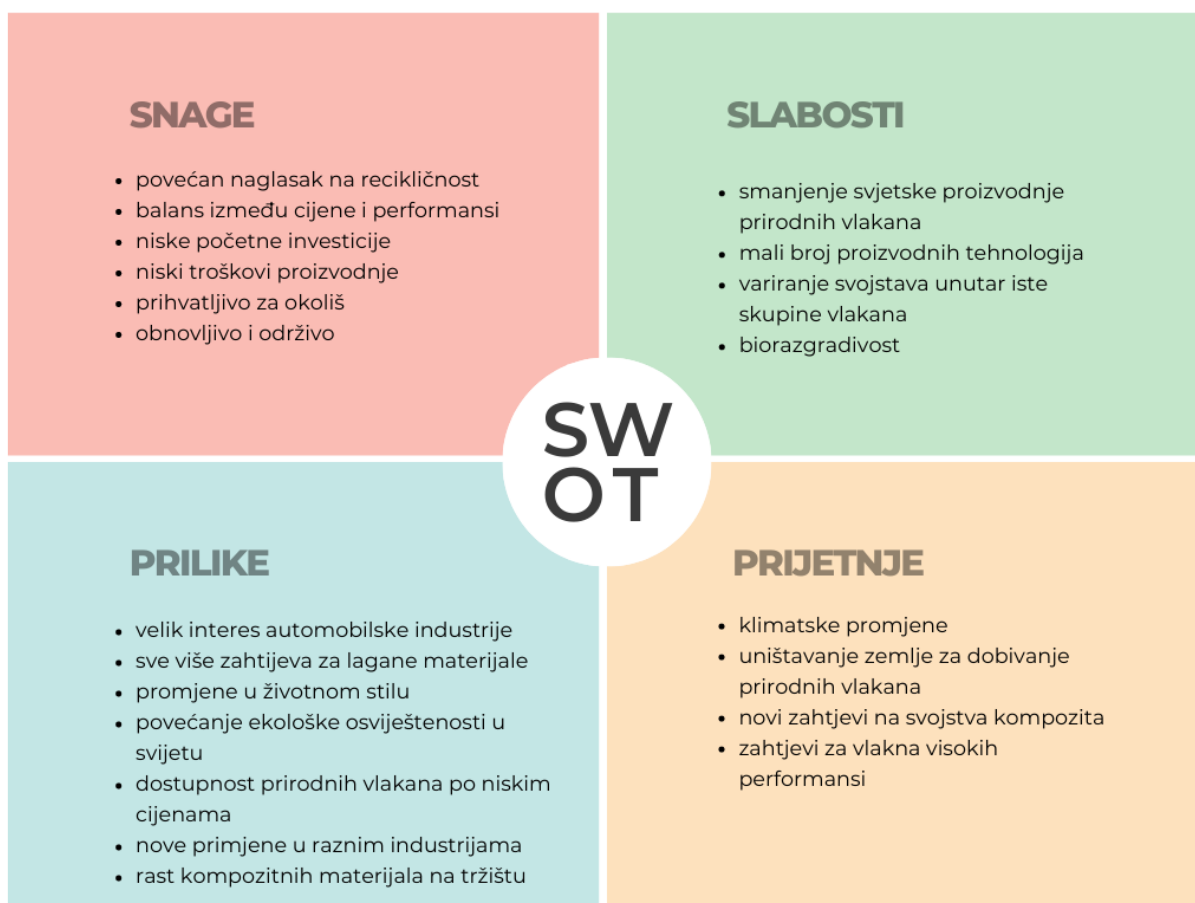 SNAGE
• povećan naglasak na recikličnost
• balans između cijene i performansi
• niske početne investicije
• niski troškovi proizvodnje
• prihvatljivo za okoliš
• obnovljivo i održivo
SLABOSTI
• smanjenje svjetske proizvodnje
prirodnih vlakana
• mali broj proizvodnih tehnologija
• variranje svojstava unutar iste
skupine vlakana
• biorazgradivost
SW
OT
PRILIKE
• velik interes automobilske industrije
• sve više zahtijeva za lagane materijale
• promjene u životnom stilu
• povećanje ekološke osviještenosti u
svijetu
• dostupnost prirodnih vlakana po niskim
cijenama
• nove primjene u raznim industrijama
• rast kompozitnih materijala na tržištu
PRIJETNJE
• klimatske promjene
• uništavanje zemlje za dobivanje
prirodnih vlakana
• novi zahtjevi na svojstva kompozita
• zahtjevi za vlakna visokih
performansi